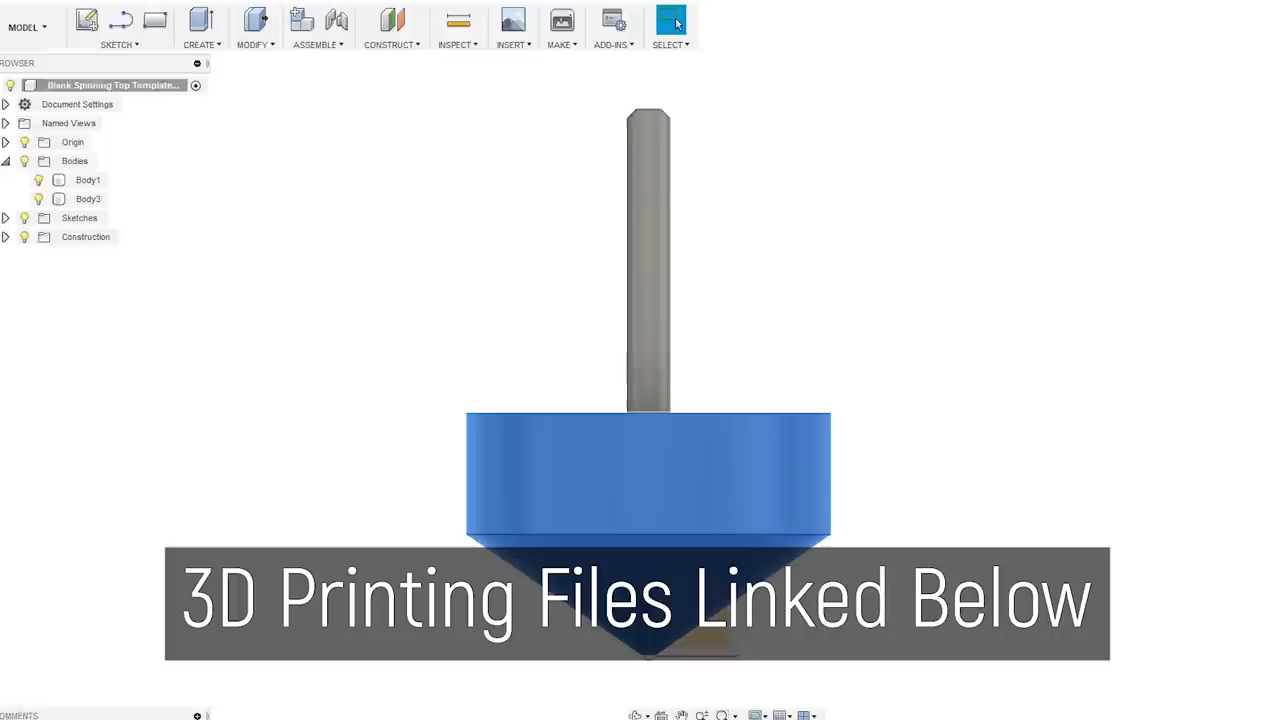 MODEL
SKETCH
CREATE
MODIFY
ASSEMBLE
CONSTRUCT
INSPECT
INSERT
MAKE
ADD-INS
SELECT
ROWSER
Blank Spinning Top Template...
Document Settings
Named Views
Origin
Bodies
Body1
Body3
Sketches
Construction
3D Printing Files Linked Below
OMMENTS